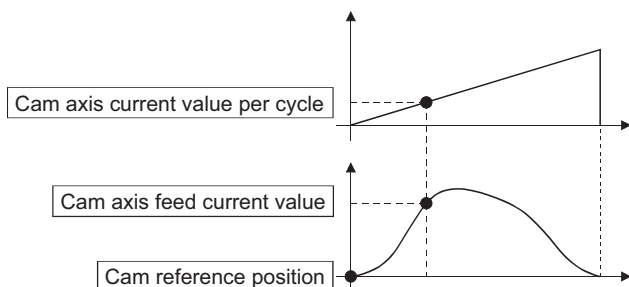 Cam axis current value per cycle
Cam axis feed current value
Cam reference position